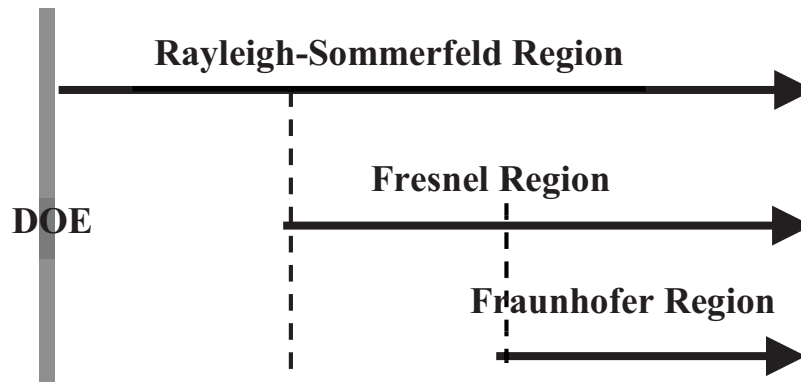 Rayleigh-Sommerfeld Region
Fresnel Region
DOE
Fraunhofer Region